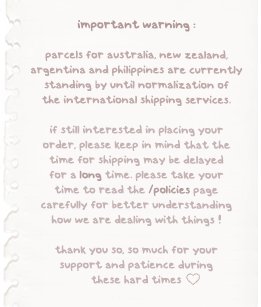 important warning :
parcels for australia, new zealand,
argentina and philippines are currently
standing by until normalization of
the international shipping services.
if still interested in placing your
order, please keep in mind that the
time for shipping may be delayed
for a long time. please take your
time to read the /policies page
carefully for better understanding
how we are dealing with things !
thank you so, so much for your
support and patience during
these hard times ♡